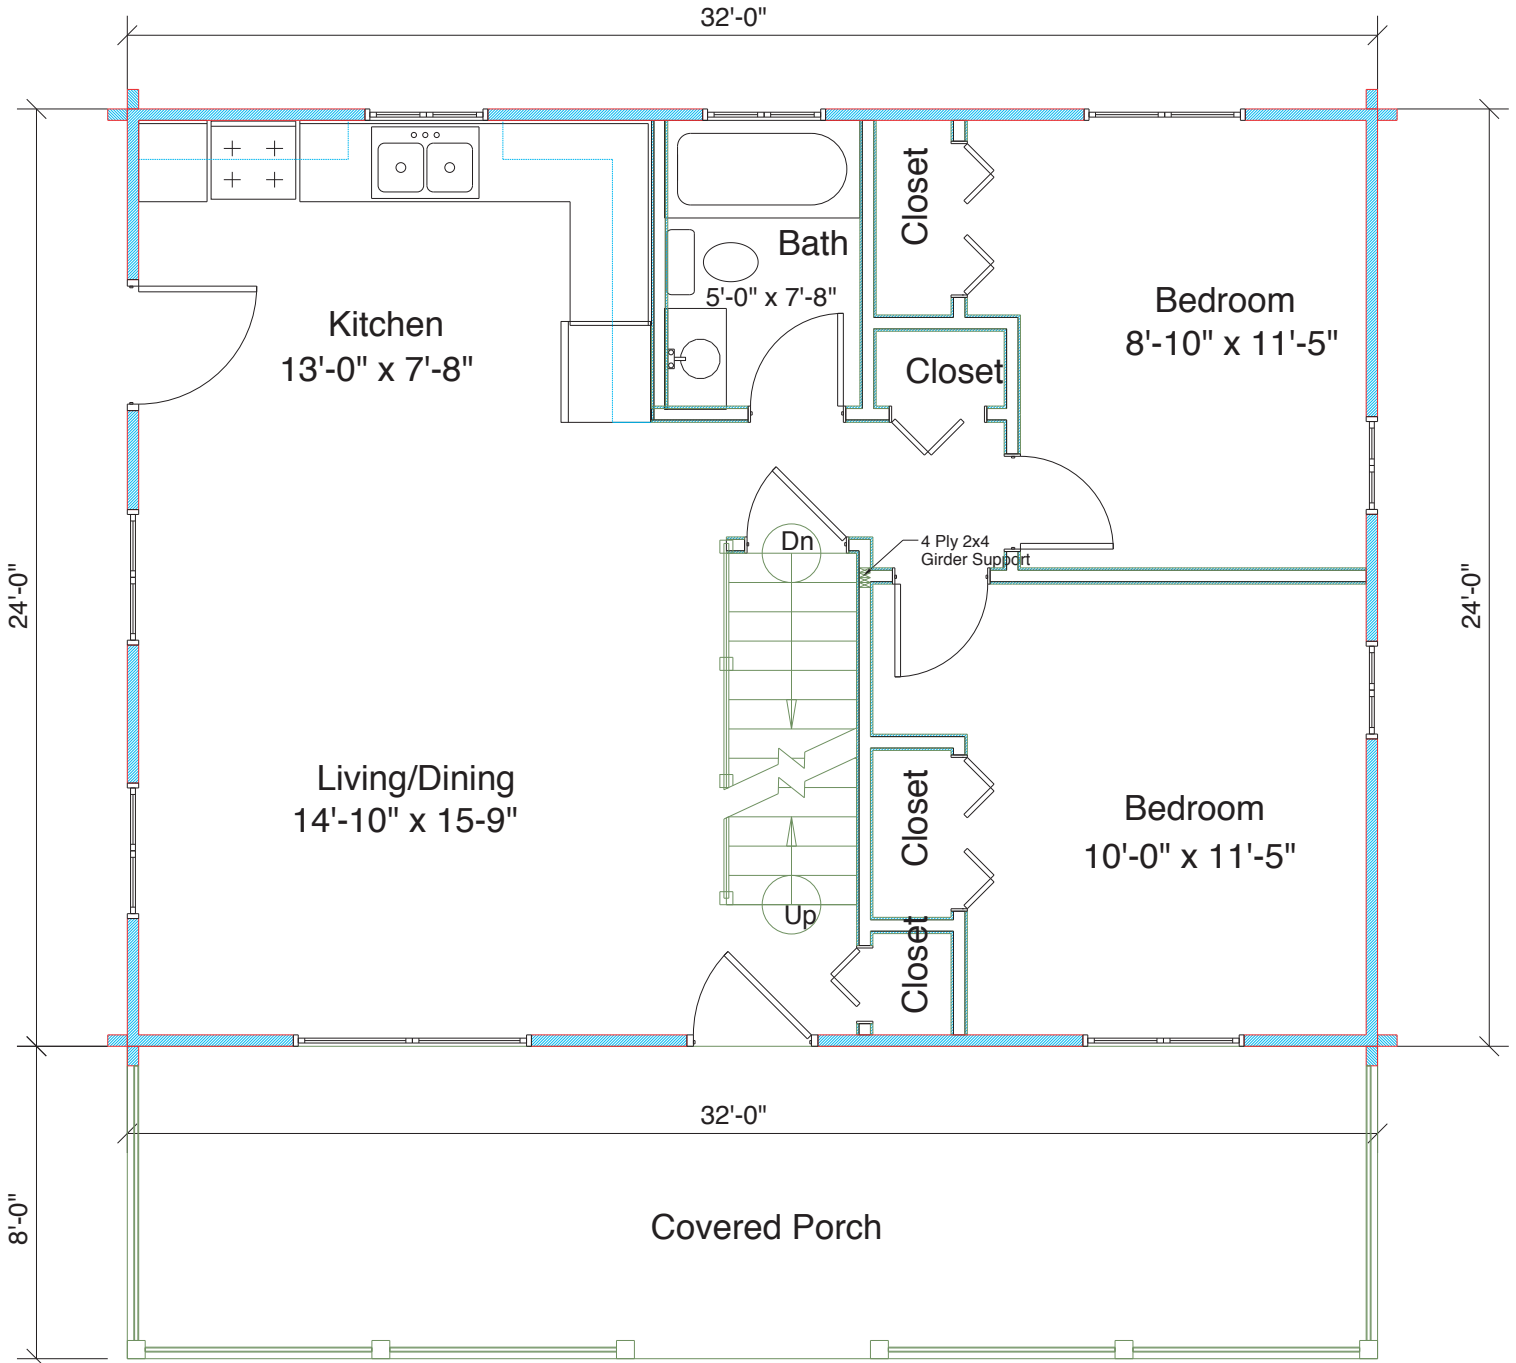 32'-0"
Closet
Bath
5'-0" x 7'-8"
Bedroom
8'-10" x 11'-5"
Kitchen
13'-0" x 7'-8"
Closet
Dn
4 Ply 2x4
Girder Support
24'-0"
24'-0"
Living/Dining
14'-10" x 15-9"
Closet
Bedroom
10'-0" x 11'-5"
Up
Closet
32'-0"
8'-0"
Covered Porch